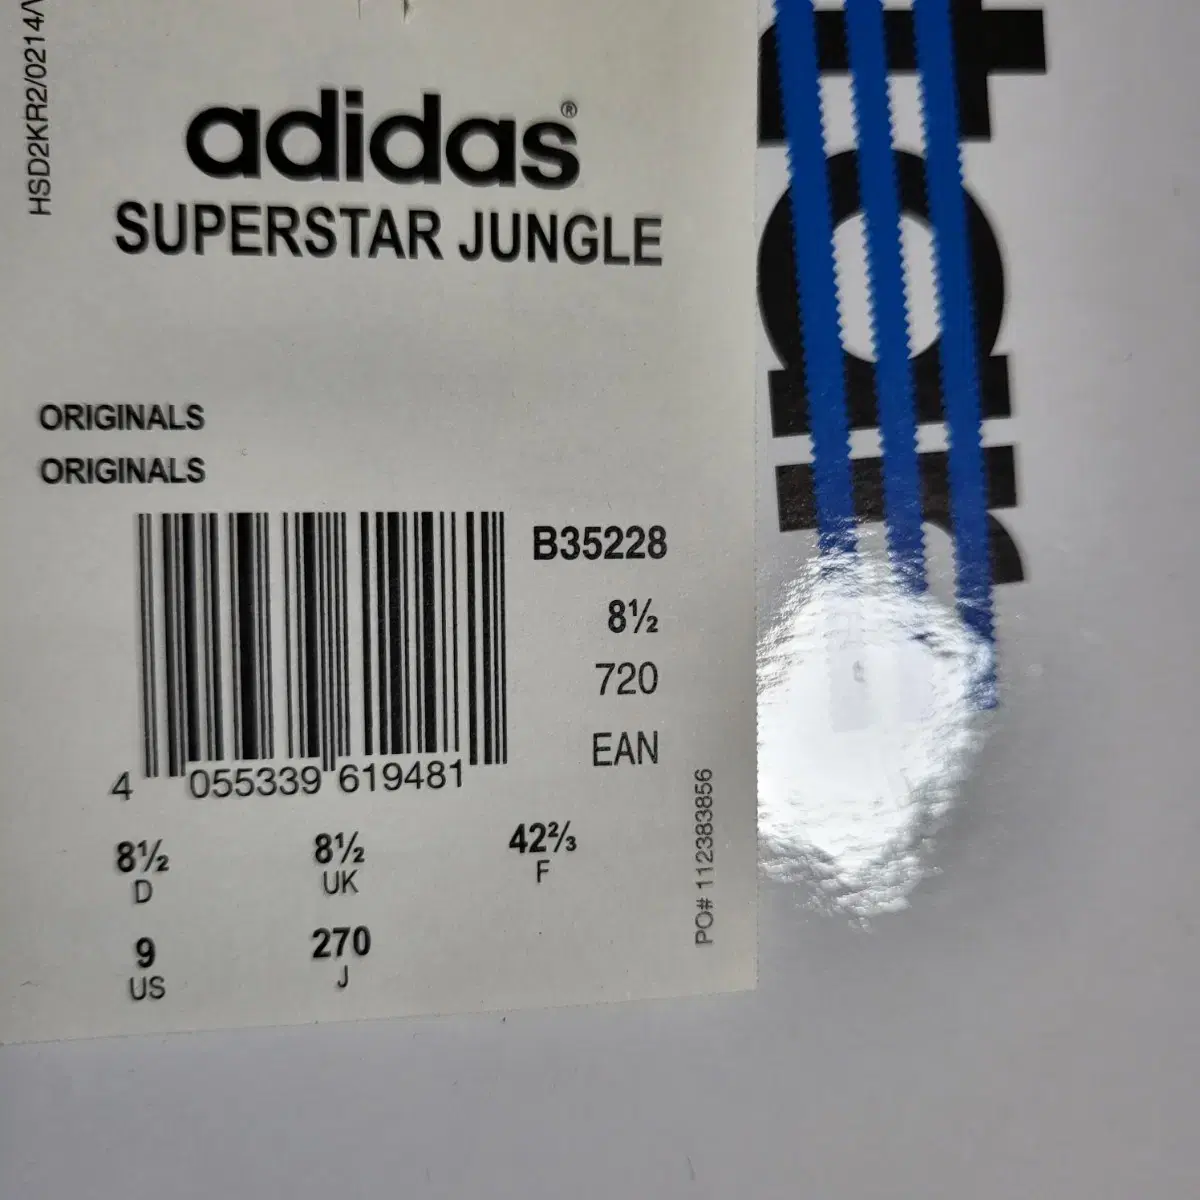 HSD2KR2/0214/
adidas®
SUPERSTAR JUNGLE
ORIGINALS
ORIGINALS
B35228
8½
720
EAN
4 055339 619481
8½ 8½ 42⅔
D UK F
9 270
US J
PO# 112383856